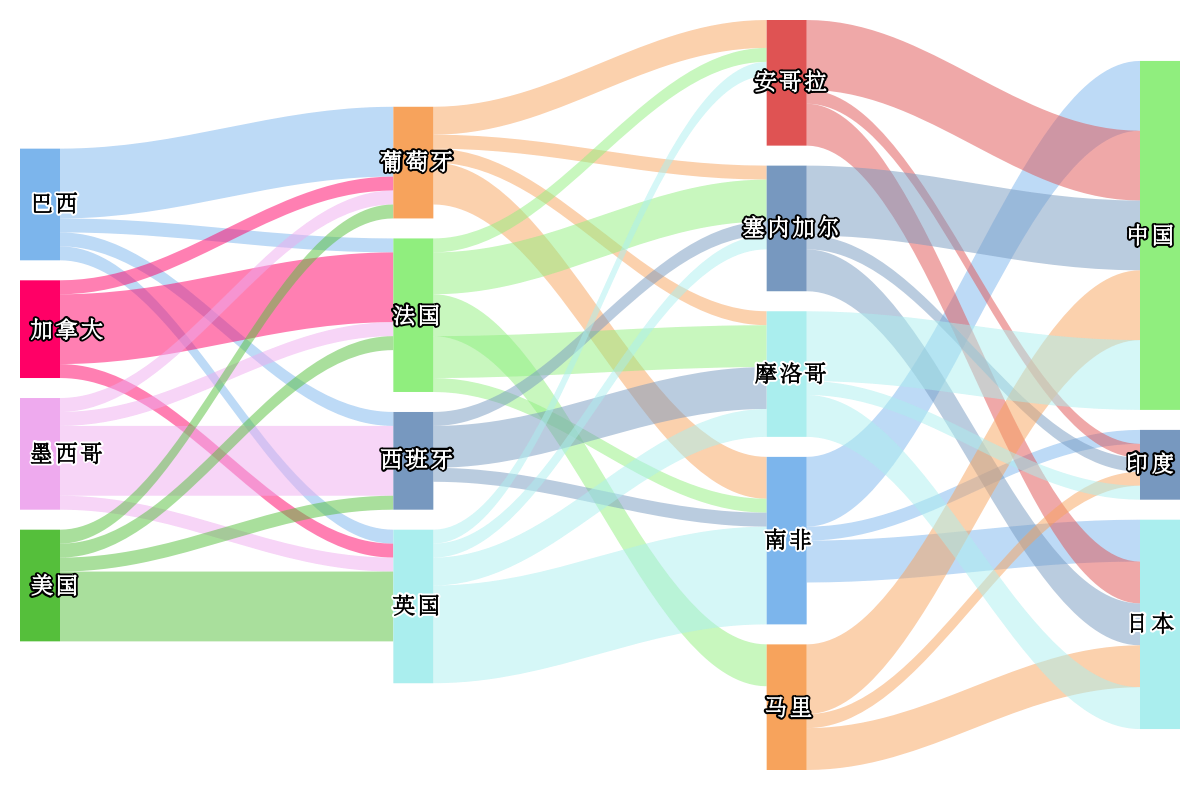 巴西
加拿大
墨西哥
美国
葡萄牙
法国
西班牙
英国
安哥拉
塞内加尔
摩洛哥
南非
马里
中国
印度
日本